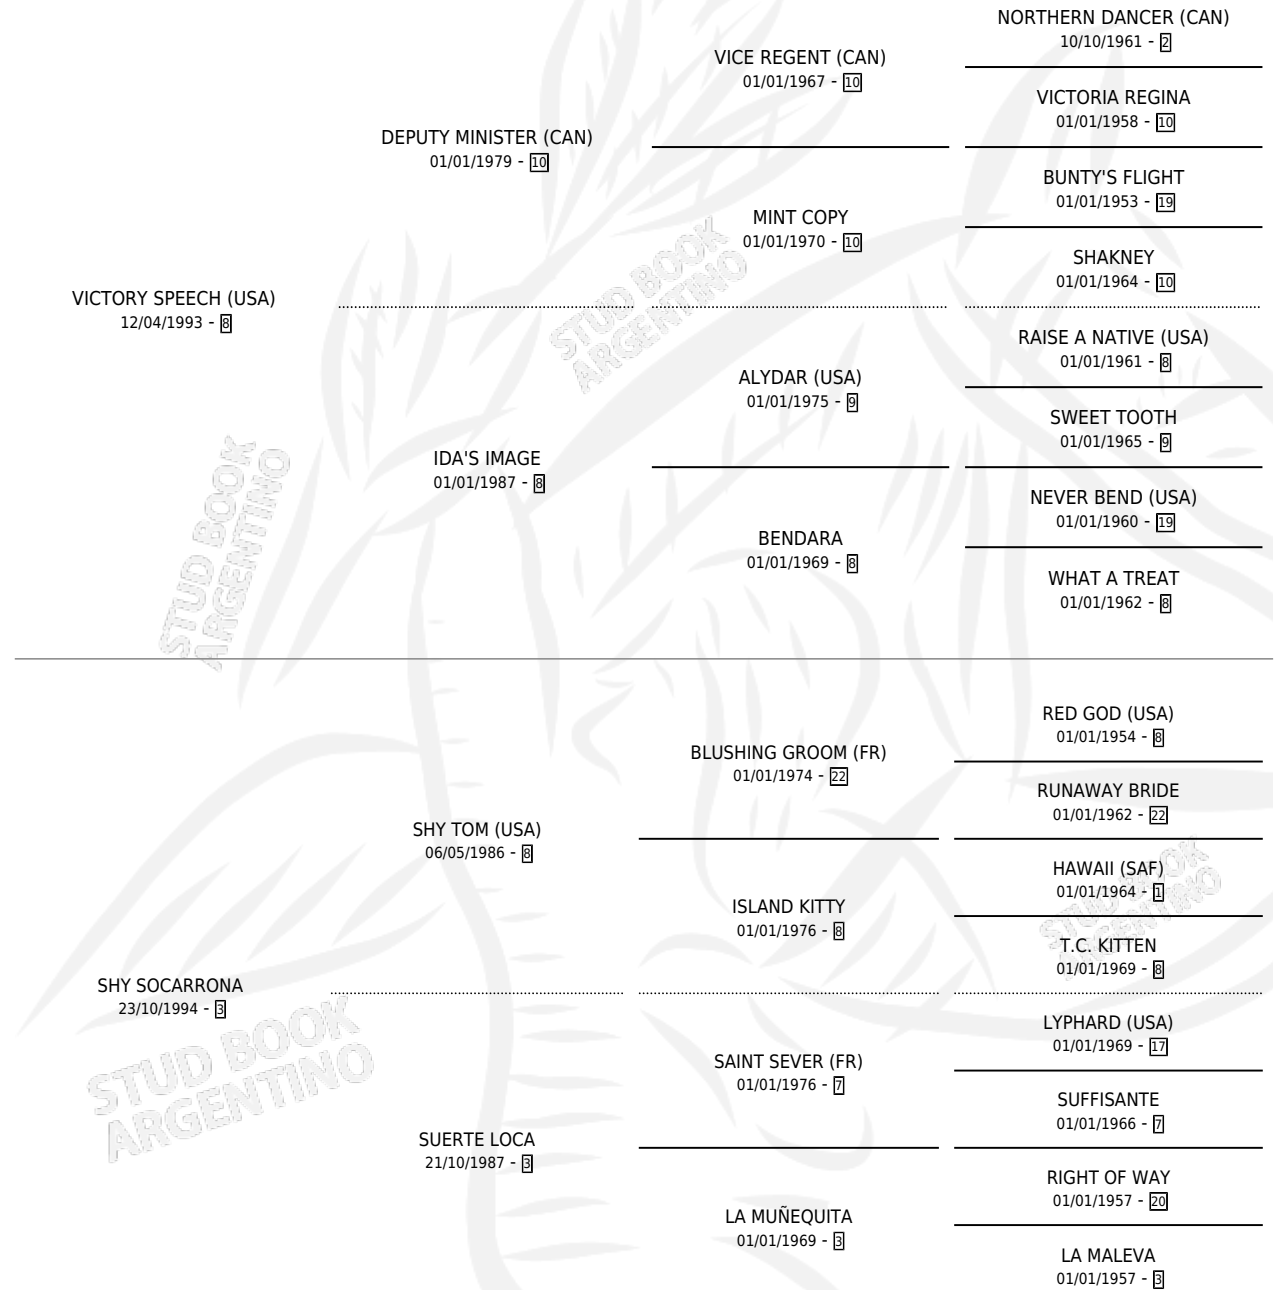 NORTHERN DANCER (CAN)
10/10/1961 - 2
VICE REGENT (CAN)
01/01/1967 - 10
VICTORIA REGINA
01/01/1958 - 10
DEPUTY MINISTER (CAN)
01/01/1979 - 10
BUNTY'S FLIGHT
01/01/1953 - 19
MINT COPY
01/01/1970 - 10
SHAKNEY
01/01/1964 - 10
VICTORY SPEECH (USA)
12/04/1993 - 8
RAISE A NATIVE (USA)
01/01/1961 - 8
ALYDAR (USA)
01/01/1975 - 9
SWEET TOOTH
01/01/1965 - 9
IDA'S IMAGE
01/01/1987 - 8
NEVER BEND (USA)
01/01/1960 - 19
BENDARA
01/01/1969 - 8
WHAT A TREAT
01/01/1962 - 8
RED GOD (USA)
01/01/1954 - 8
BLUSHING GROOM (FR)
01/01/1974 - 22
RUNAWAY BRIDE
01/01/1962 - 22
SHY TOM (USA)
06/05/1986 - 8
HAWAII (SAF)
01/01/1964 - 1
ISLAND KITTY
01/01/1976 - 8
T.C. KITTEN
01/01/1969 - 8
SHY SOCARRONA
23/10/1994 - 3
LYPHARD (USA)
01/01/1969 - 17
SAINT SEVER (FR)
01/01/1976 - 7
SUFFISANTE
01/01/1966 - 7
SUERTE LOCA
21/10/1987 - 3
RIGHT OF WAY
01/01/1957 - 20
LA MUÑEQUITA
01/01/1969 - 3
LA MALEVA
01/01/1957 - 3
STUD BOOK
ARGENTINO
STUD BOOK
ARGENTINO
STUD BOOK
ARGENTINO
STUD BOOK
ARGENTINO